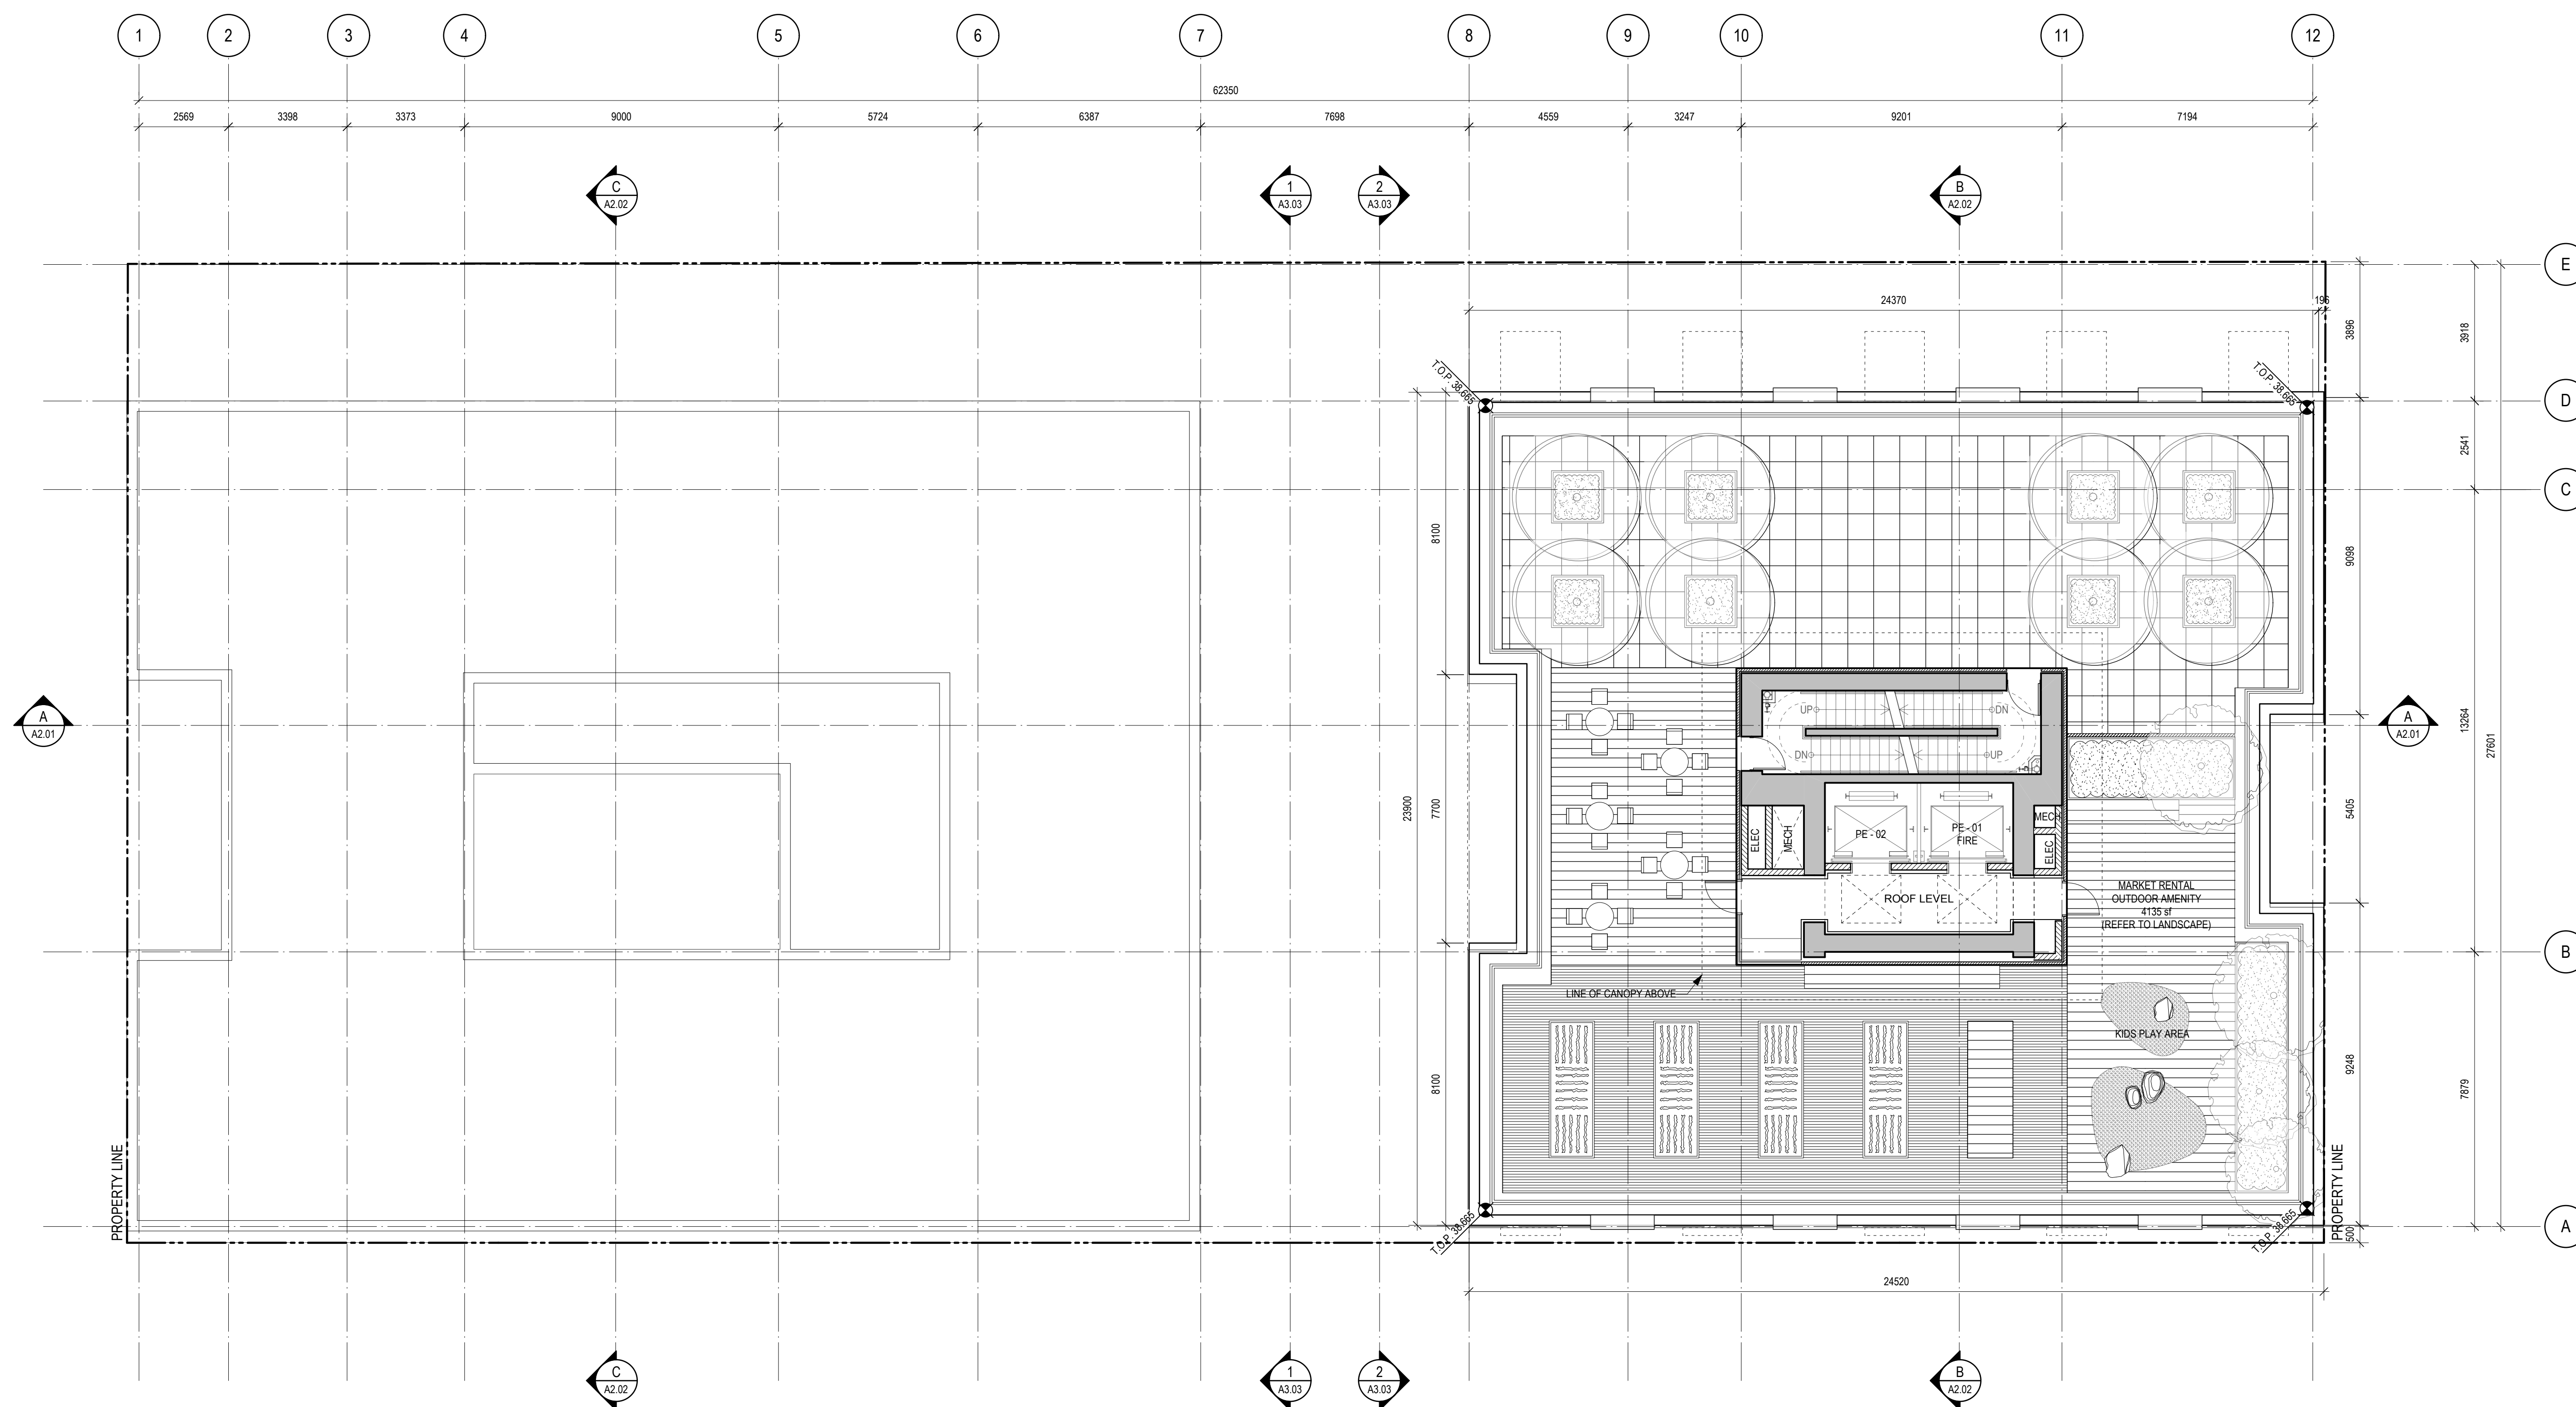 1
2
3
4
5
6
7
8
9
10
11
12
62350
2569
3398
3373
9000
5724
6387
7698
4559
3247
9201
7194
C
A2.02
1
A3.03
2
A3.03
B
A2.02
E
24370
196
3896
3918
T.O.P. 38.665
T.O.P. 38.665
D
2541
C
8100
9098
UP
DN
A
A2.01
A
A2.01
13264
27601
DN
UP
23900
7700
5405
ELEC
MECH
PE - 02
PE - 01
FIRE
MECH
ELEC
ROOF LEVEL
MARKET RENTAL
OUTDOOR AMENITY
4135 sf
(REFER TO LANDSCAPE)
B
LINE OF CANOPY ABOVE
KIDS PLAY AREA
8100
9248
7879
PROPERTY LINE
PROPERTY LINE
T.O.P. 38.665
T.O.P. 38.665
500
A
24520
C
A2.02
1
A3.03
2
A3.03
B
A2.02